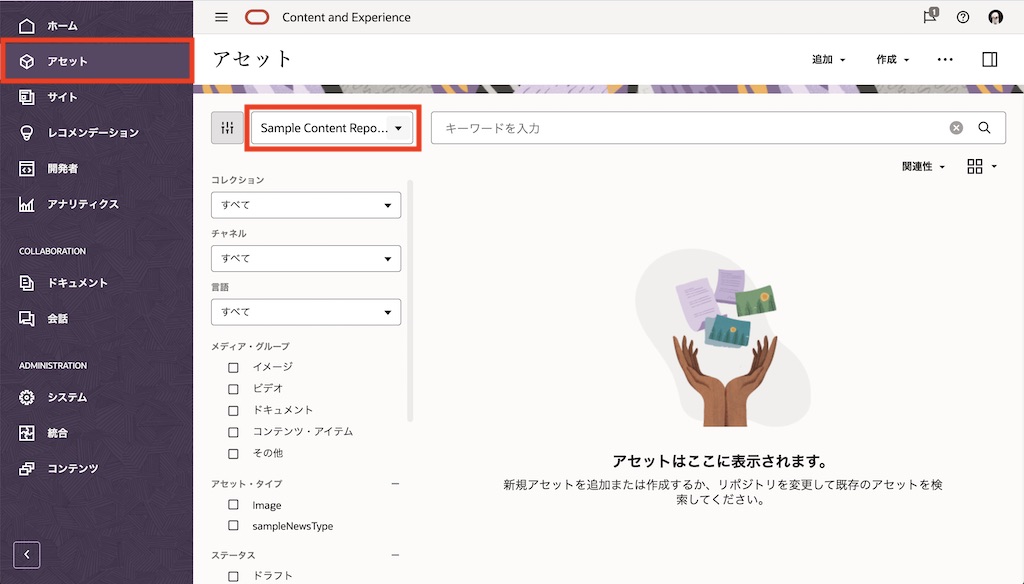 ホーム
アセット
サイト
レコメンデーション
開発者
アナリティクス
COLLABORATION
ドキュメント
会話
ADMINISTRATION
システム
統合
コンテンツ
Content and Experience
1
アセット
追加
作成
Sample Content Repo...
キーワードを入力
関連性
コレクション
すべて
チャネル
すべて
言語
すべて
メディア・グループ
イメージ
ビデオ
ドキュメント
コンテンツ・アイテム
その他
アセット・タイプ
Image
sampleNewsType
ステータス
ドラフト
アセットはここに表示されます。
新規アセットを追加または作成するか、リポジトリを変更して既存のアセットを検
索してください。